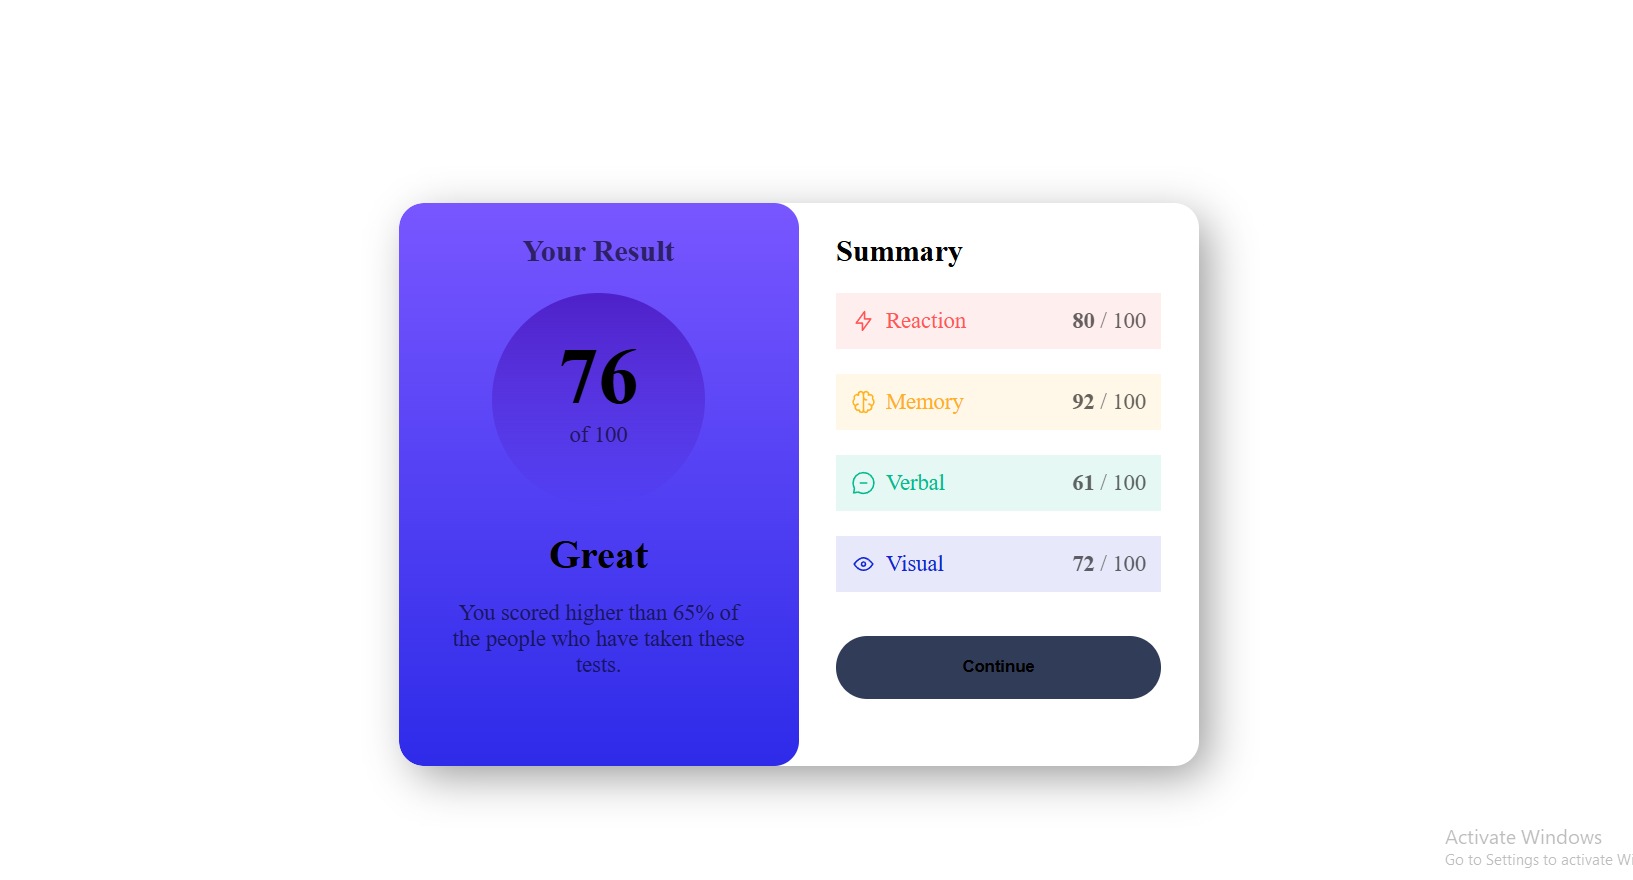 Your Result
76
of 100
Great
You scored higher than 65% of
the people who have taken these
tests.
Summary
Reaction 80 / 100
Memory 92 / 100
Verbal 61 / 100
Visual 72 / 100
Continue
Activate Windows
Go to Settings to activate Wi